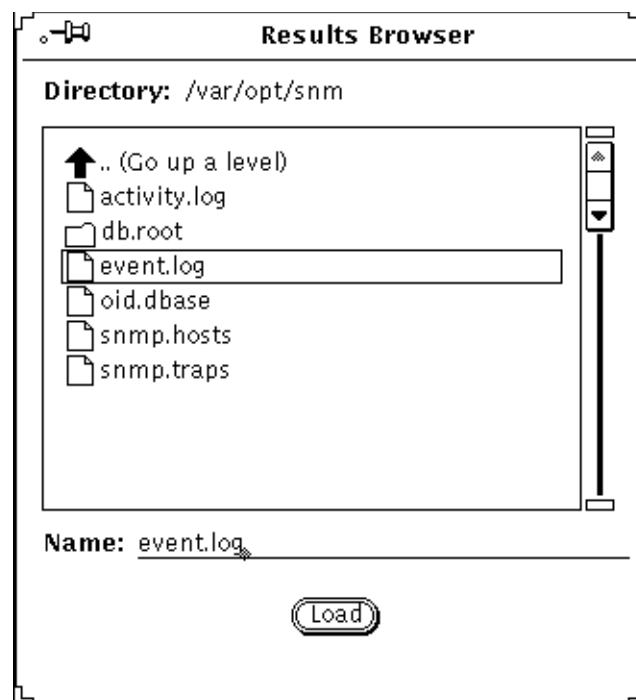 Results Browser
Directory: /var/opt/snm
.. (Go up a level)
activity.log
db.root
event.log
oid.dbase
snmp.hosts
snmp.traps
Name: event.log
Load